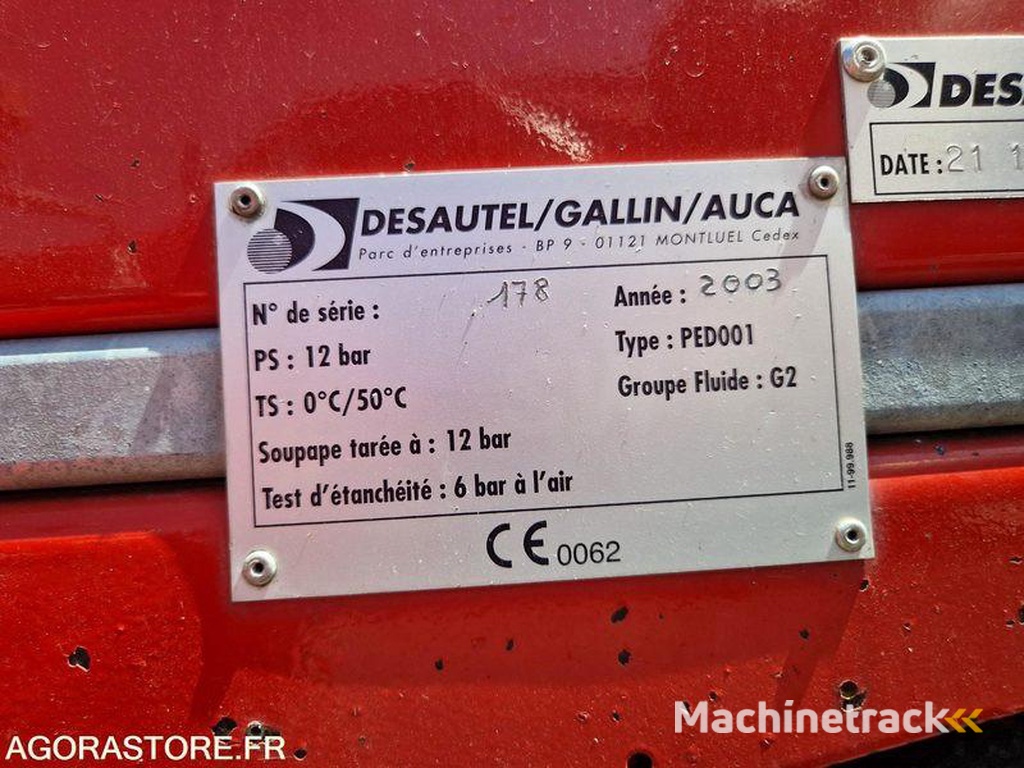 DESAUTEL/GALLIN/AUCA
Parc d'entreprises - BP 9 - 01121 MONTLUEL Cedex
N° de série : 178 Année : 2003
PS : 12 bar Type : PED001
TS : 0°C/50°C Groupe Fluide : G2
Soupape tarée à : 12 bar
Test d'étanchéité : 6 bar à l'air
11-99.988
CE 0062
DATE : 21
Machinetrack
AGORASTORE.FR